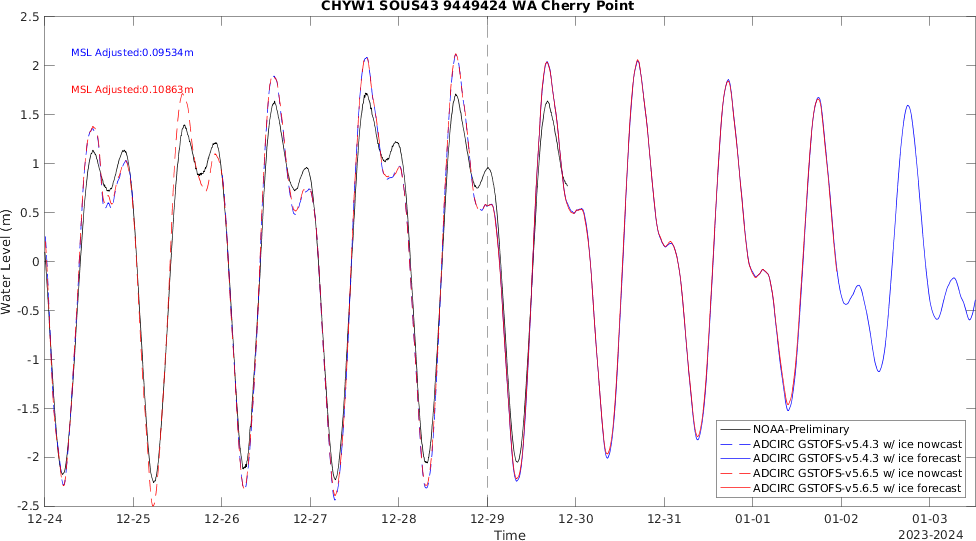 CHYW1 SOUS43 9449424 WA Cherry Point
MSL Adjusted:0.09534m
MSL Adjusted:0.10863m
Water Level (m)
2.5
2
1.5
1
0.5
0
-0.5
-1
-1.5
-2
-2.5
NOAA-Preliminary
ADCIRC GSTOFS-v5.4.3 w/ ice nowcast
ADCIRC GSTOFS-v5.4.3 w/ ice forecast
ADCIRC GSTOFS-v5.6.5 w/ ice nowcast
ADCIRC GSTOFS-v5.6.5 w/ ice forecast
12-24 12-25 12-26 12-27 12-28 12-29 12-30 12-31 01-01 01-02 01-03
Time
2023-2024